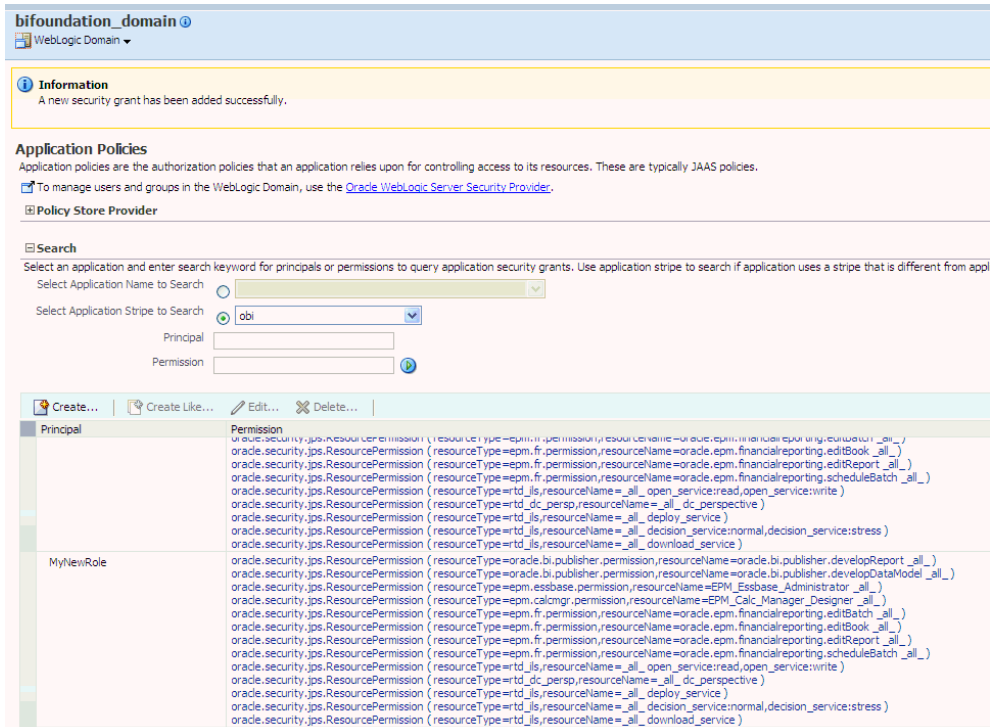 bifoundation_domain
WebLogic Domain
Information
A new security grant has been added successfully.
Application Policies
Application policies are the authorization policies that an application relies upon for controlling access to its resources. These are typically JAAS policies.
To manage users and groups in the WebLogic Domain, use the Oracle WebLogic Server Security Provider.
Policy Store Provider
Search
Select an application and enter search keyword for principals or permissions to query application security grants. Use application stripe to search if application uses a stripe that is different from appl
Select Application Name to Search
Select Application Stripe to Search obi
Principal
Permission
Create... Create Like... Edit... Delete...
Principal Permission
oracle.security.jps.ResourcePermission ( resourceType=epm.fr.permission,resourceName=oracle.epm.financialreporting.editBatch _all_ )
oracle.security.jps.ResourcePermission ( resourceType=epm.fr.permission,resourceName=oracle.epm.financialreporting.editBook _all_ )
oracle.security.jps.ResourcePermission ( resourceType=epm.fr.permission,resourceName=oracle.epm.financialreporting.editReport _all_ )
oracle.security.jps.ResourcePermission ( resourceType=epm.fr.permission,resourceName=oracle.epm.financialreporting.scheduleBatch _all_ )
oracle.security.jps.ResourcePermission ( resourceType=rtd_ils,resourceName=_all_ open_service:read,open_service:write )
oracle.security.jps.ResourcePermission ( resourceType=rtd_dc_persp,resourceName=_all_ dc_perspective )
oracle.security.jps.ResourcePermission ( resourceType=rtd_ils,resourceName=_all_ deploy_service )
oracle.security.jps.ResourcePermission ( resourceType=rtd_ils,resourceName=_all_ decision_service:normal,decision_service:stress )
oracle.security.jps.ResourcePermission ( resourceType=rtd_ils,resourceName=_all_ download_service )
MyNewRole oracle.security.jps.ResourcePermission ( resourceType=oracle.bi.publisher.permission,resourceName=oracle.bi.publisher.developReport _all_ )
oracle.security.jps.ResourcePermission ( resourceType=oracle.bi.publisher.permission,resourceName=oracle.bi.publisher.developDataModel _all_ )
oracle.security.jps.ResourcePermission ( resourceType=epm.essbase.permission,resourceName=EPM_Essbase_Administrator _all_ )
oracle.security.jps.ResourcePermission ( resourceType=epm.calcmgr.permission,resourceName=EPM_Calc_Manager_Designer _all_ )
oracle.security.jps.ResourcePermission ( resourceType=epm.fr.permission,resourceName=oracle.epm.financialreporting.editBatch _all_ )
oracle.security.jps.ResourcePermission ( resourceType=epm.fr.permission,resourceName=oracle.epm.financialreporting.editBook _all_ )
oracle.security.jps.ResourcePermission ( resourceType=epm.fr.permission,resourceName=oracle.epm.financialreporting.editReport _all_ )
oracle.security.jps.ResourcePermission ( resourceType=epm.fr.permission,resourceName=oracle.epm.financialreporting.scheduleBatch _all_ )
oracle.security.jps.ResourcePermission ( resourceType=rtd_ils,resourceName=_all_ open_service:read,open_service:write )
oracle.security.jps.ResourcePermission ( resourceType=rtd_dc_persp,resourceName=_all_ dc_perspective )
oracle.security.jps.ResourcePermission ( resourceType=rtd_ils,resourceName=_all_ deploy_service )
oracle.security.jps.ResourcePermission ( resourceType=rtd_ils,resourceName=_all_ decision_service:normal,decision_service:stress )
oracle.security.jps.ResourcePermission ( resourceType=rtd_ils,resourceName=_all_ download_service )